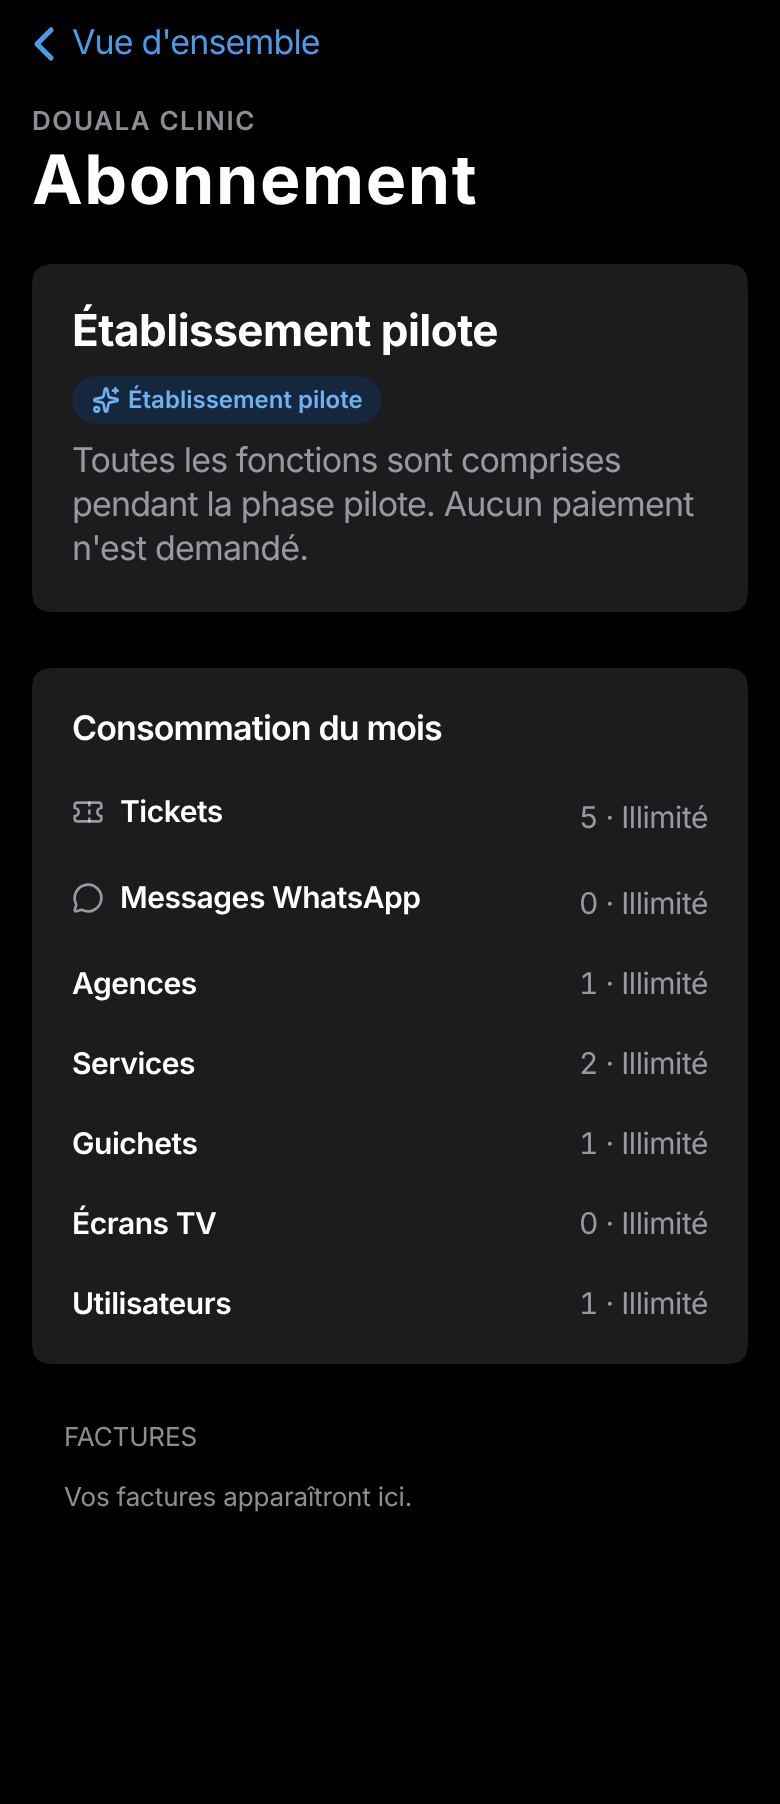 Vue d'ensemble
DOUALA CLINIC
Abonnement
Établissement pilote
Établissement pilote
Toutes les fonctions sont comprises
pendant la phase pilote. Aucun paiement
n'est demandé.
Consommation du mois
Tickets 5 · Illimité
Messages WhatsApp 0 · Illimité
Agences 1 · Illimité
Services 2 · Illimité
Guichets 1 · Illimité
Écrans TV 0 · Illimité
Utilisateurs 1 · Illimité
FACTURES
Vos factures apparaîtront ici.